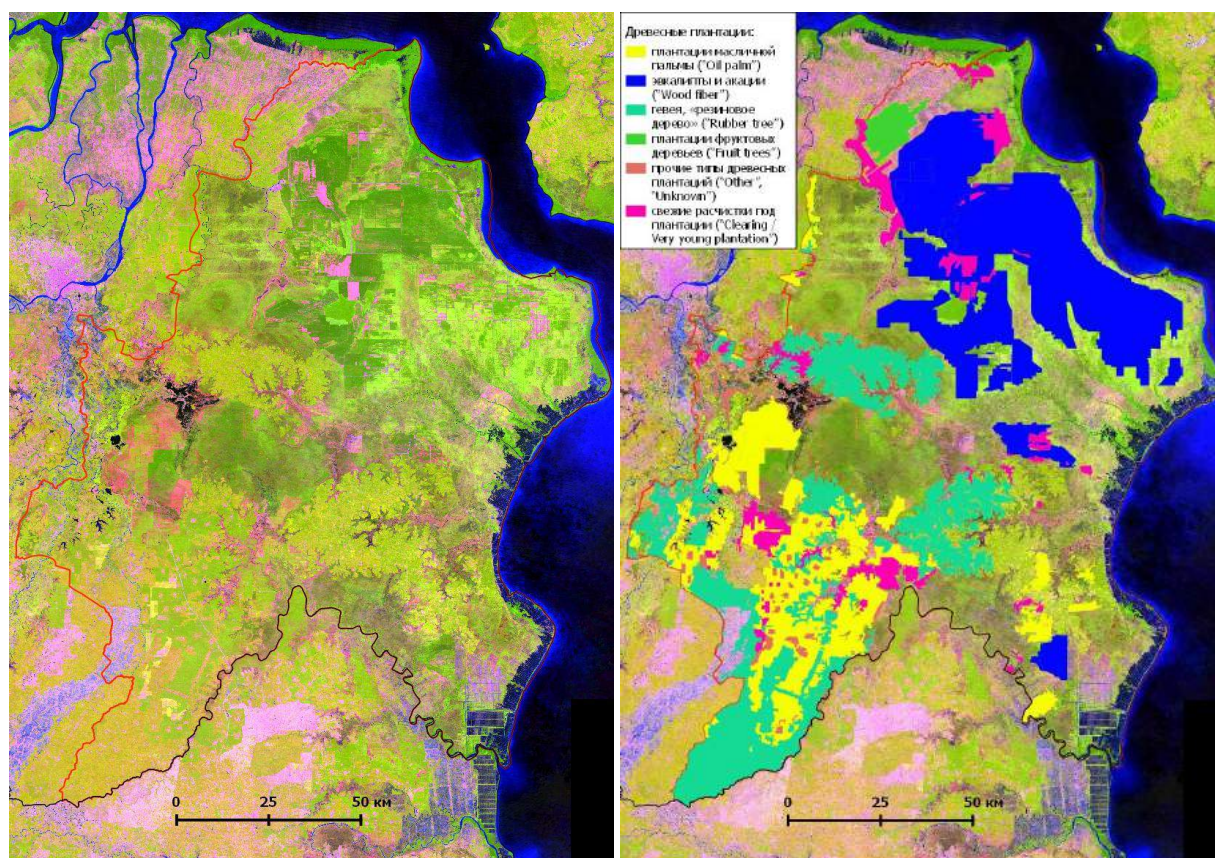 Древесные плантации:
плантации масличной
пальмы ("Oil palm")
эвкалипты и акации
("Wood fiber")
гевея, «резиновое
дерево» ("Rubber tree")
плантации фруктовых
деревьев ("Fruit trees")
прочие типы древесных
плантаций ("Other",
"Unknown")
свежие расчистки под
плантации ("Clearing /
Very young plantation")
0 25 50 км
0 25 50 км